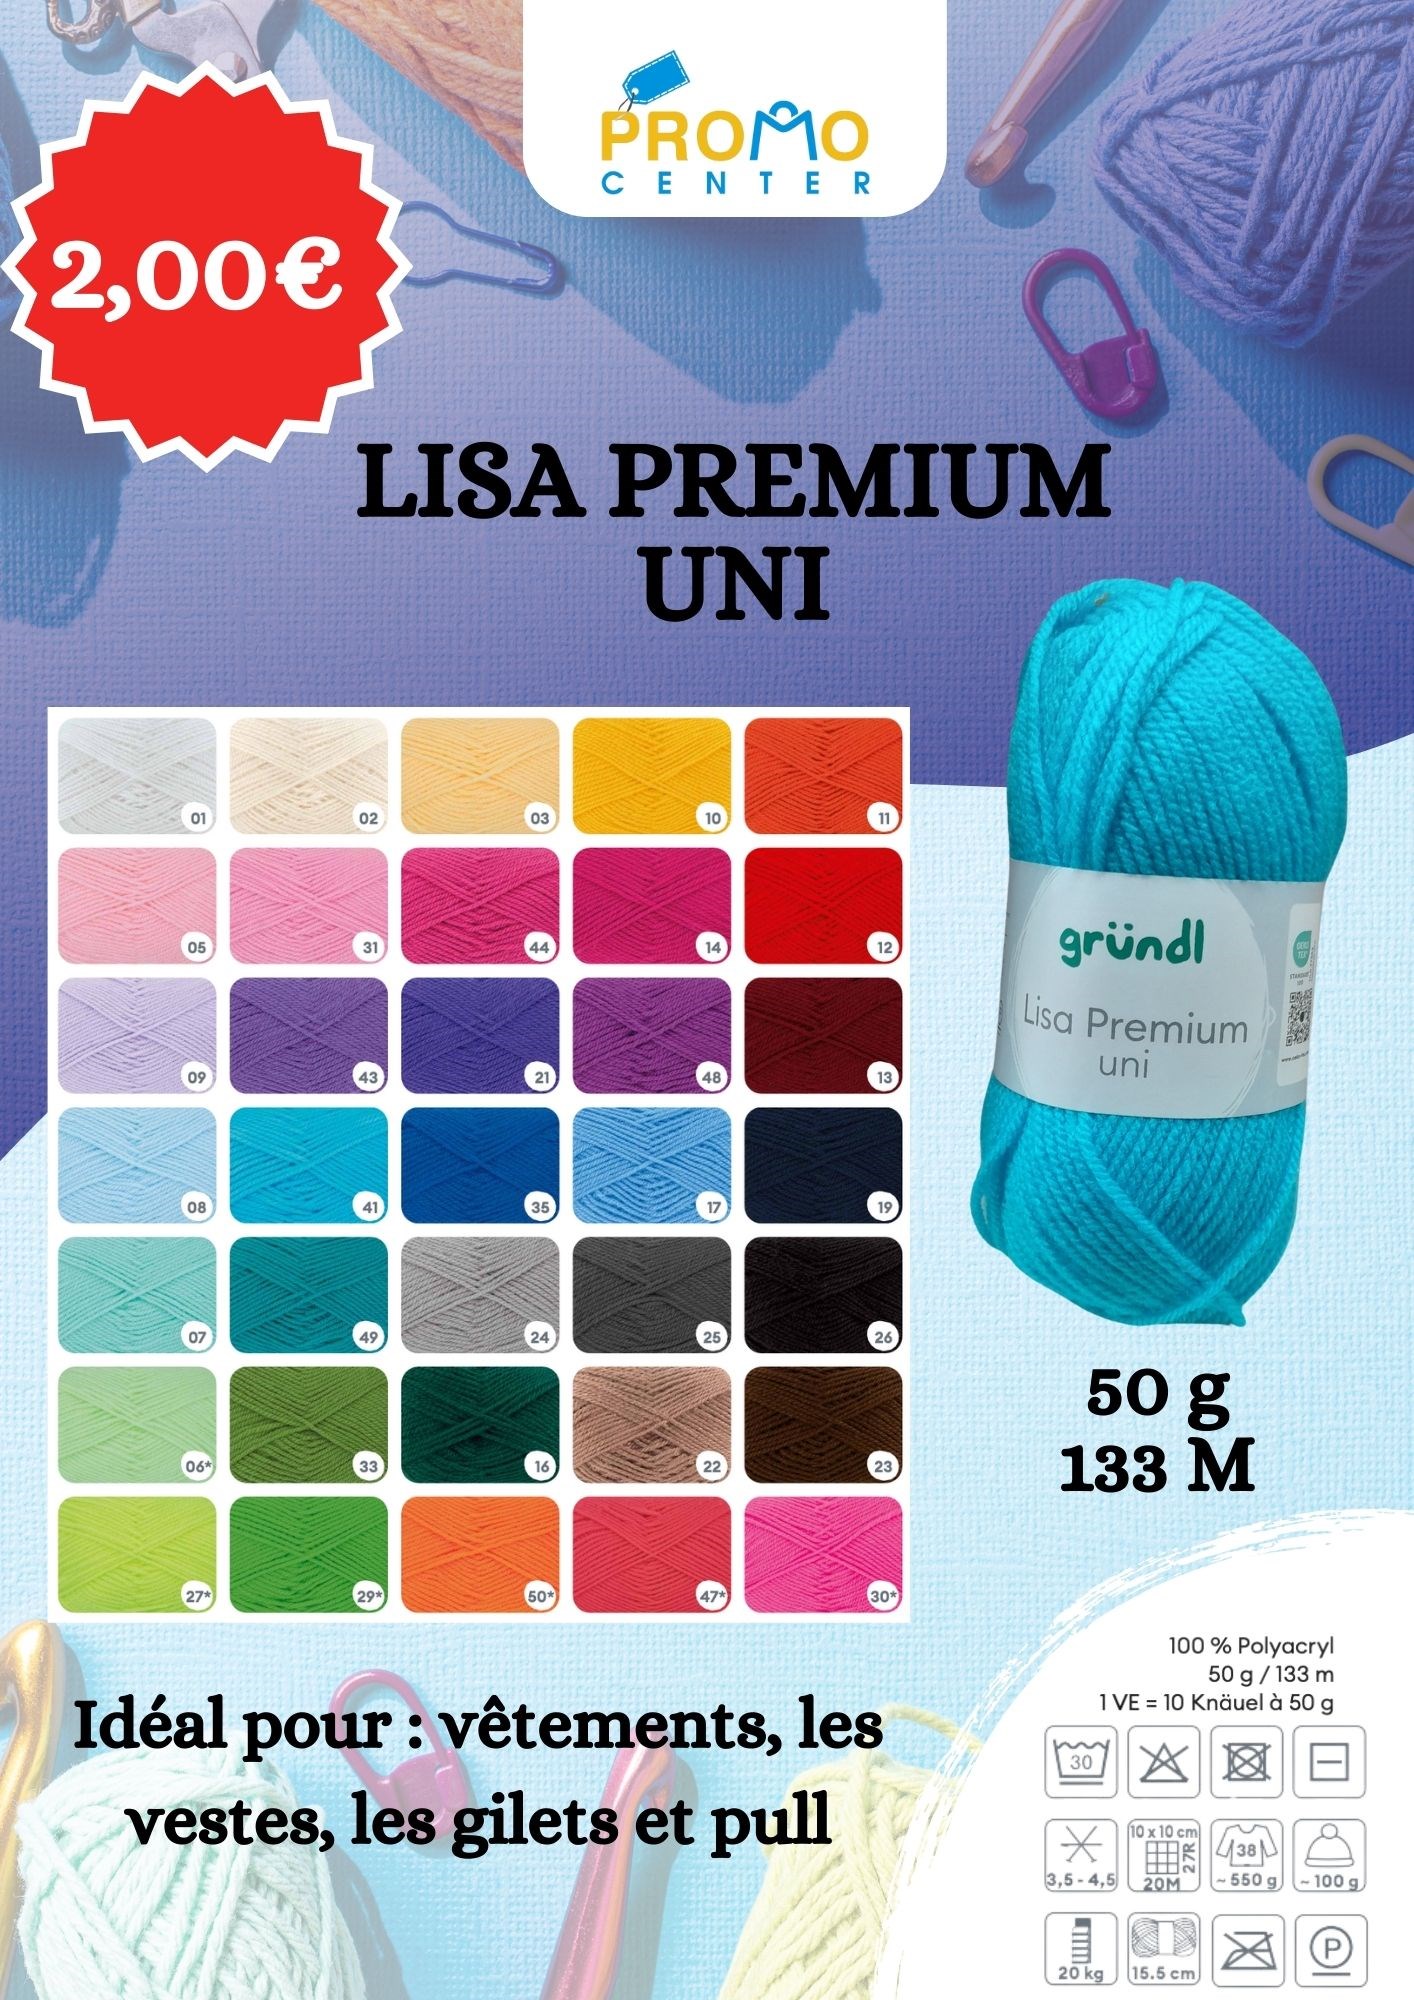 PROMO
CENTER
2,00€
LISA PREMIUM
UNI
01 02 03 10 11
05 31 44 14 12
09 43 21 48 13
08 41 35 17 19
07 49 24 25 26
06* 33 16 22 23
27* 29* 50* 47* 30*
gründl
Lisa Premium
uni
OEKO
TEX
STANDARD
100
50 g
133 M
Idéal pour : vêtements, les
vestes, les gilets et pull
100 % Polyacryl
50 g / 133 m
1 VE = 10 Knäuel à 50 g
30
3,5 - 4,5
10 x 10 cm
27R
20M
38
~ 550 g
~ 100 g
20 kg
15.5 cm
P